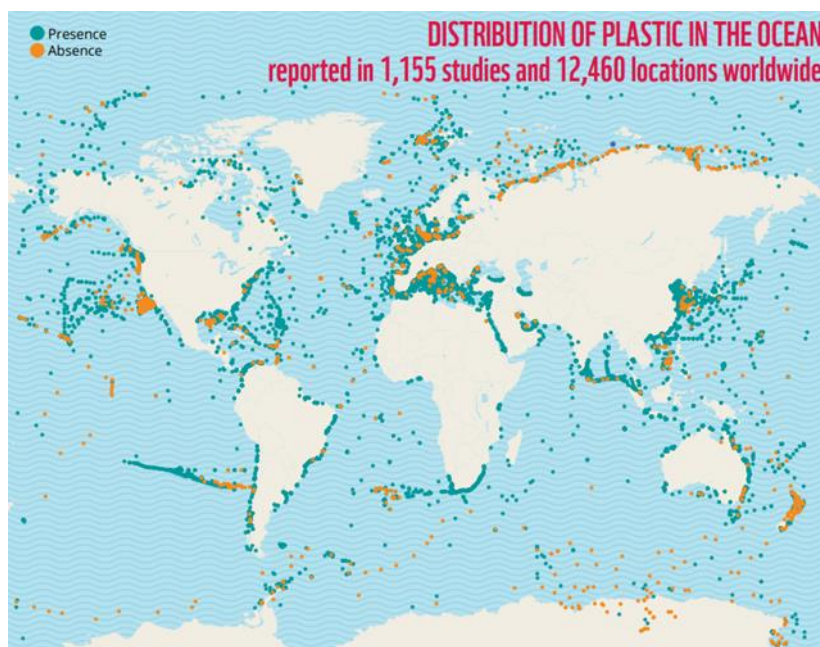 Presence
Absence
DISTRIBUTION OF PLASTIC IN THE OCEAN
reported in 1,155 studies and 12,460 locations worldwide